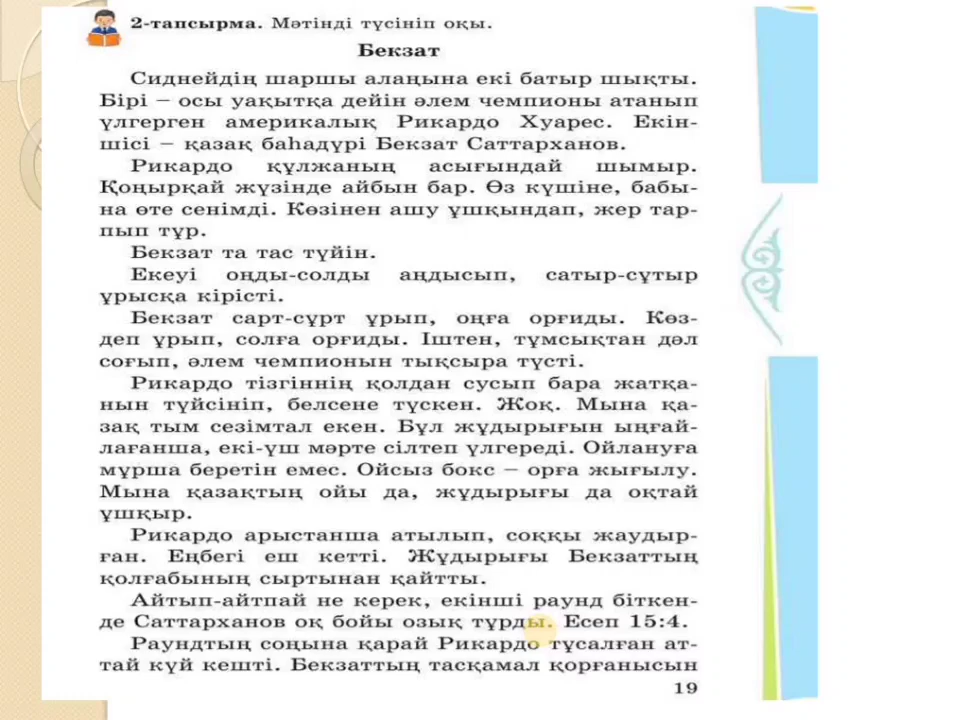 2-тапсырма. Мәтінді түсініп оқы.
Бекзат
Сиднейдің шаршы алаңына екі батыр шықты.
Бірі – осы уақытқа дейін әлем чемпионы атанып
үлгерген америкалық Рикардо Хуарес. Екін-
шісі – қазақ баһадүрі Бекзат Саттарханов.
Рикардо құлжаның асығындай шымыр.
Қоңырқай жүзінде айбын бар. Өз күшіне, бабы-
на өте сенімді. Көзінен ашу ұшқындап, жер тар-
пып тұр.
Бекзат та тас түйін.
Екеуі оңды-солды аңдысып, сатыр-сұтыр
ұрысқа кірісті.
Бекзат сарт-сұрт ұрып, оңға орғиды. Көз-
деп ұрып, солға орғиды. Іштен, тұмсықтан дәл
соғып, әлем чемпионын тықсыра түсті.
Рикардо тізгіннің қолдан сусып бара жатқа-
нын түйсініп, белсене түскен. Жоқ. Мына қа-
зақ тым сезімтал екен. Бұл жұдырығын ыңғай-
лағанша, екі-үш мәрте сілтеп үлгереді. Ойлануға
мұрша беретін емес. Ойсыз бокс – орға жығылу.
Мына қазақтың ойы да, жұдырығы да оқтай
ұшқыр.
Рикардо арыстанша атылып, соққы жаудыр-
ған. Еңбегі еш кетті. Жұдырығы Бекзаттың
қолғабының сыртынан қайтты.
Айтып-айтпай не керек, екінші раунд біткен-
де Саттарханов оқ бойы озық тұрды. Есеп 15:4.
Раундтың соңына қарай Рикардо тұсалған ат-
тай күй кешті. Бекзаттың тасқамал қорғанысын
19